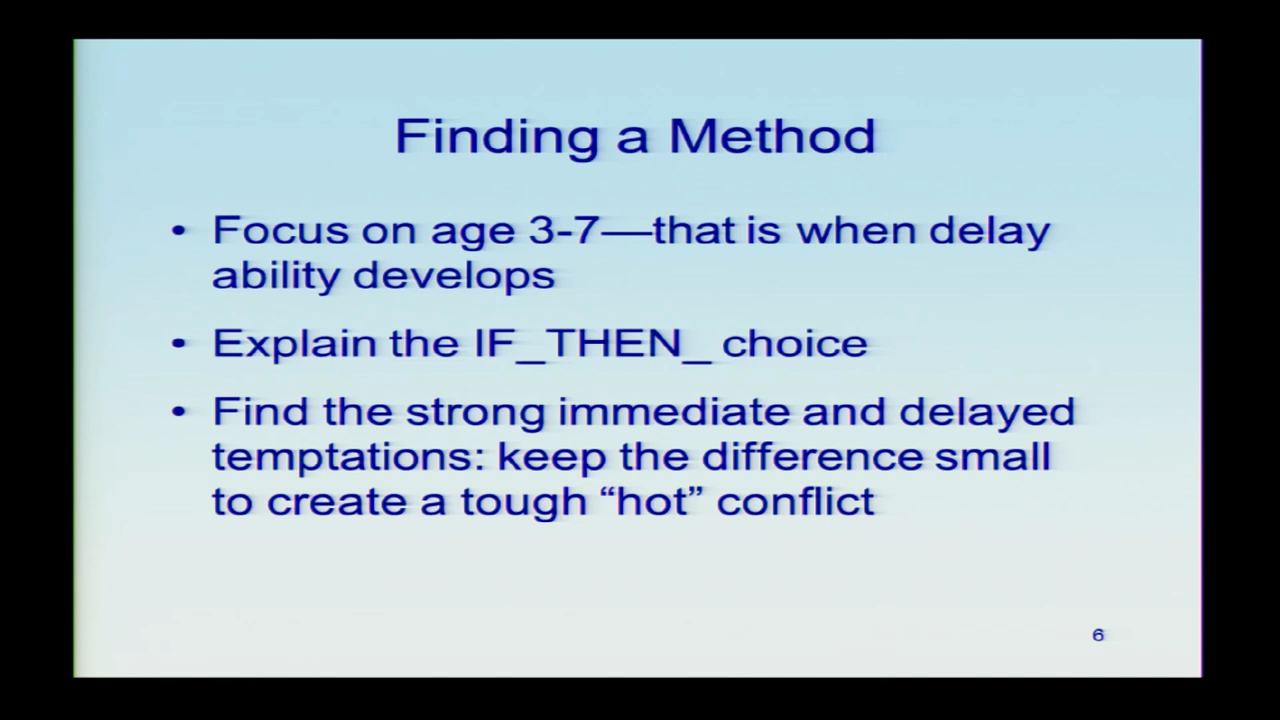 Finding a Method
• Focus on age 3-7—that is when delay
ability develops
• Explain the IF_THEN_ choice
• Find the strong immediate and delayed
temptations: keep the difference small
to create a tough “hot” conflict
6